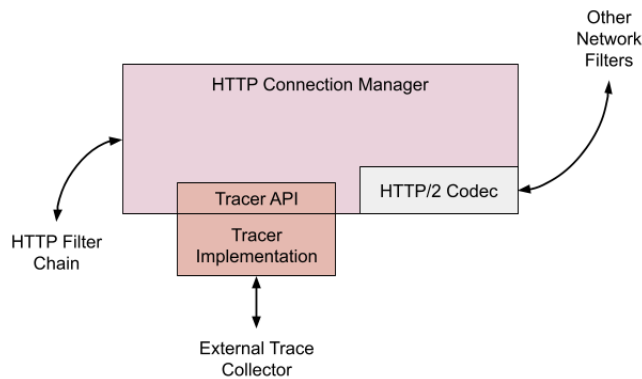 Other
Network
Filters
HTTP Connection Manager
HTTP/2 Codec
Tracer API
Tracer
Implementation
HTTP Filter
Chain
External Trace
Collector